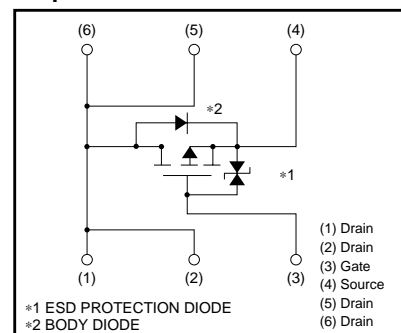 (6) (5) (4)
∗2
∗1
(1) (2) (3)
(1) Drain
(2) Drain
(3) Gate
(4) Source
(5) Drain
(6) Drain
∗1 ESD PROTECTION DIODE
∗2 BODY DIODE